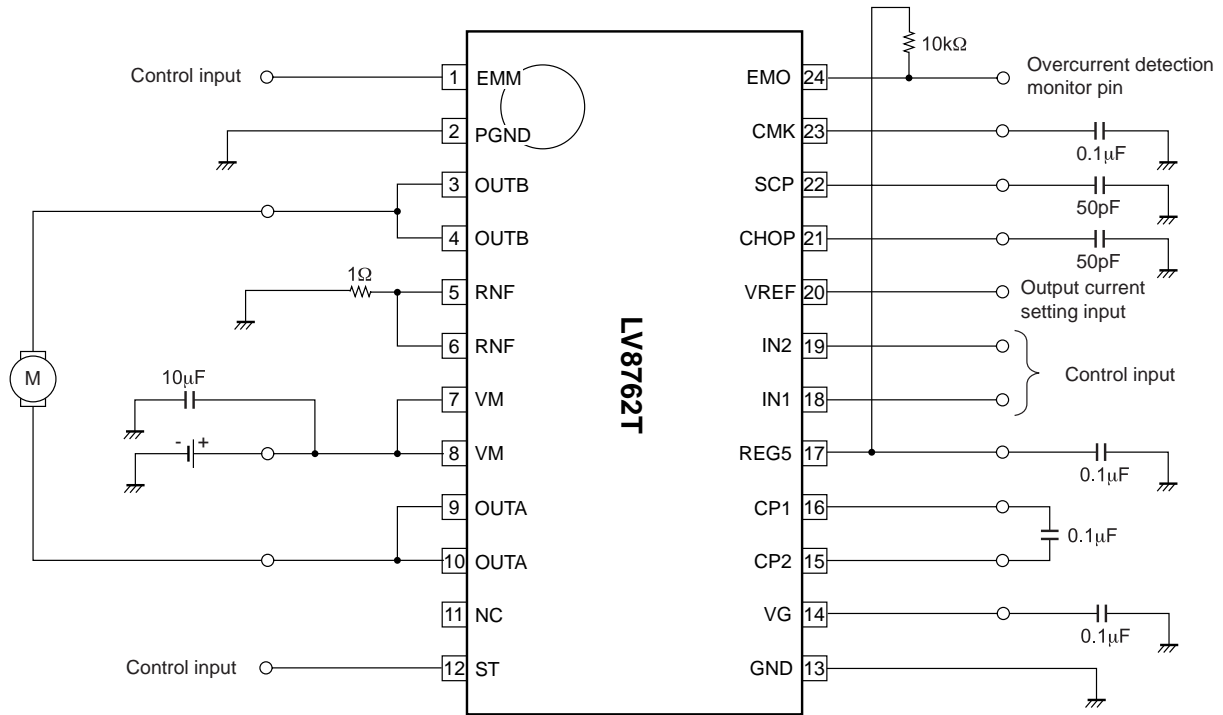 Control input
1
EMM
2
PGND
3
OUTB
4
OUTB
1Ω
5
RNF
6
RNF
M
10μF
7
VM
- +
8
VM
9
OUTA
10
OUTA
11
NC
Control input
12
ST
LV8762T
10kΩ
EMO
24
Overcurrent detection
monitor pin
CMK
23
0.1μF
SCP
22
50pF
CHOP
21
50pF
VREF
20
Output current
setting input
IN2
19
Control input
IN1
18
REG5
17
0.1μF
CP1
16
0.1μF
CP2
15
VG
14
0.1μF
GND
13